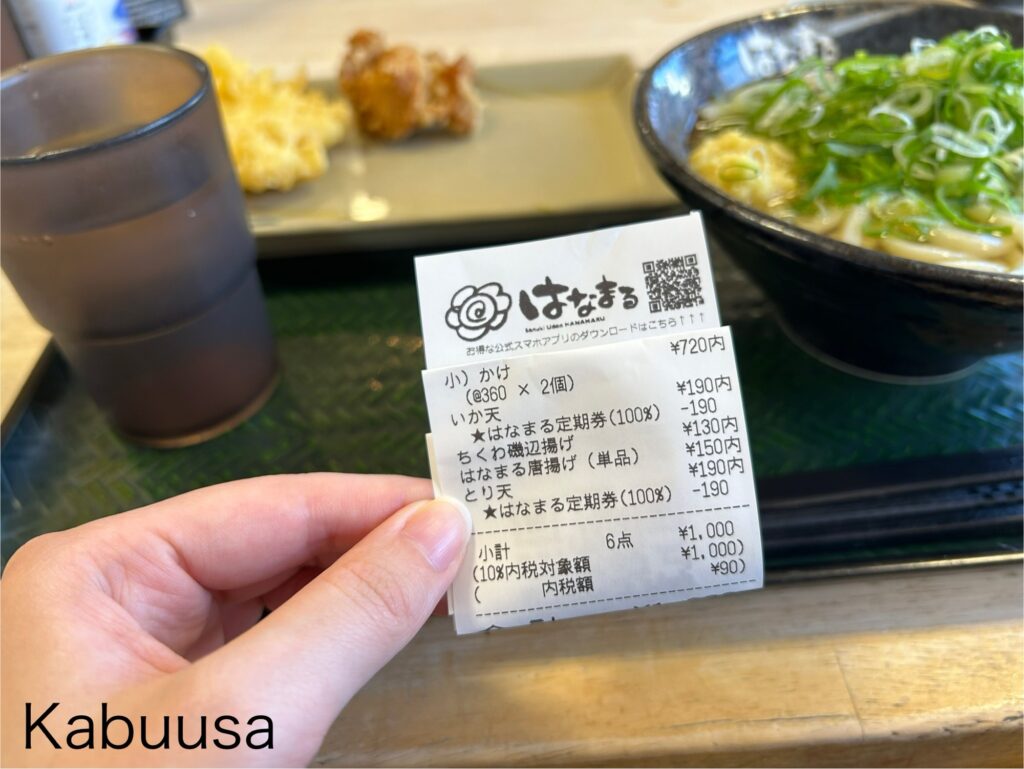 はなまる
はなまる
Sanuki Udon HANAMARU
お得な公式スマホアプリのダウンロードはこちら↑↑↑
小）かけ ¥720内
（@360 × 2個）
いか天 ¥190内
★はなまる定期券(100%) -190
ちくわ磯辺揚げ ¥130内
はなまる唐揚げ（単品） ¥150内
とり天 ¥190内
★はなまる定期券(100%) -190
小計 6点 ¥1,000
(10%内税対象額 ¥1,000)
( 内税額 ¥90)
Kabuusa